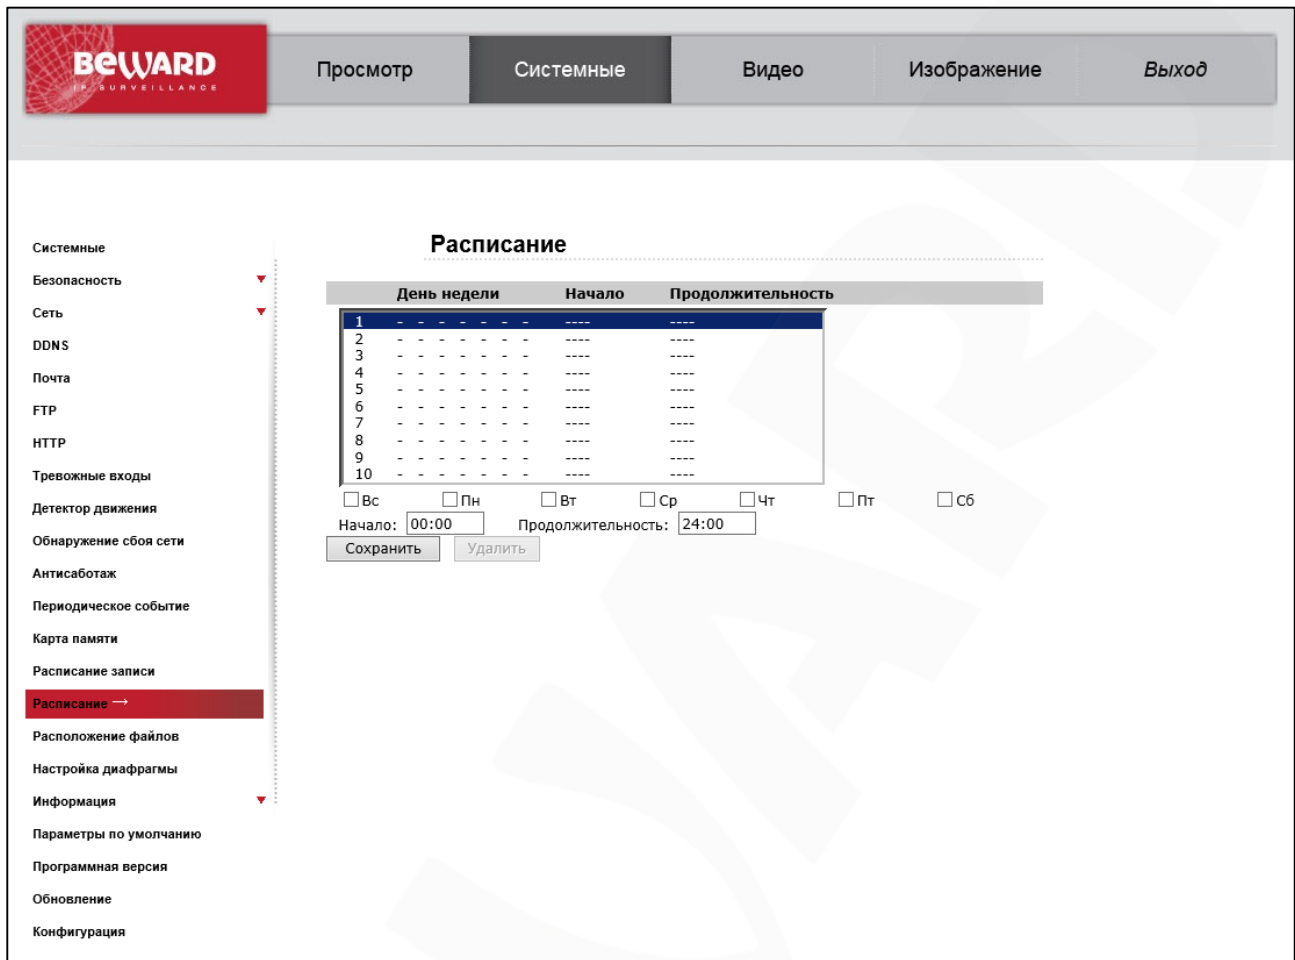 BEWARD
IP SURVEILLANCE
Просмотр Системные Видео Изображение Выход
Расписание
Системные
Безопасность
Сеть
DDNS
Почта
FTP
HTTP
Тревожные входы
Детектор движения
Обнаружение сбоя сети
Антисаботаж
Периодическое событие
Карта памяти
Расписание записи
Расписание →
Расположение файлов
Настройка диафрагмы
Информация
Параметры по умолчанию
Программная версия
Обновление
Конфигурация
День недели Начало Продолжительность
1 - - - - - - - ---- ----
2 - - - - - - - ---- ----
3 - - - - - - - ---- ----
4 - - - - - - - ---- ----
5 - - - - - - - ---- ----
6 - - - - - - - ---- ----
7 - - - - - - - ---- ----
8 - - - - - - - ---- ----
9 - - - - - - - ---- ----
10 - - - - - - - ---- ----
Вс Пн Вт Ср Чт Пт Сб
Начало: 00:00 Продолжительность: 24:00
Сохранить Удалить